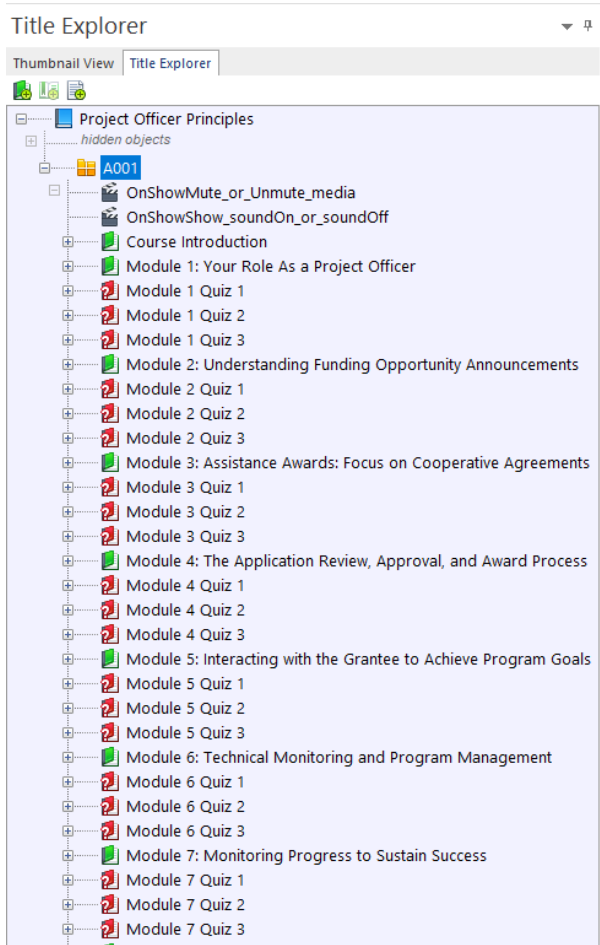 Title Explorer
Thumbnail View Title Explorer
Project Officer Principles
hidden objects
A001
OnShowMute_or_Unmute_media
OnShowShow_soundOn_or_soundOff
Course Introduction
Module 1: Your Role As a Project Officer
Module 1 Quiz 1
Module 1 Quiz 2
Module 1 Quiz 3
Module 2: Understanding Funding Opportunity Announcements
Module 2 Quiz 1
Module 2 Quiz 2
Module 2 Quiz 3
Module 3: Assistance Awards: Focus on Cooperative Agreements
Module 3 Quiz 1
Module 3 Quiz 2
Module 3 Quiz 3
Module 4: The Application Review, Approval, and Award Process
Module 4 Quiz 1
Module 4 Quiz 2
Module 4 Quiz 3
Module 5: Interacting with the Grantee to Achieve Program Goals
Module 5 Quiz 1
Module 5 Quiz 2
Module 5 Quiz 3
Module 6: Technical Monitoring and Program Management
Module 6 Quiz 1
Module 6 Quiz 2
Module 6 Quiz 3
Module 7: Monitoring Progress to Sustain Success
Module 7 Quiz 1
Module 7 Quiz 2
Module 7 Quiz 3